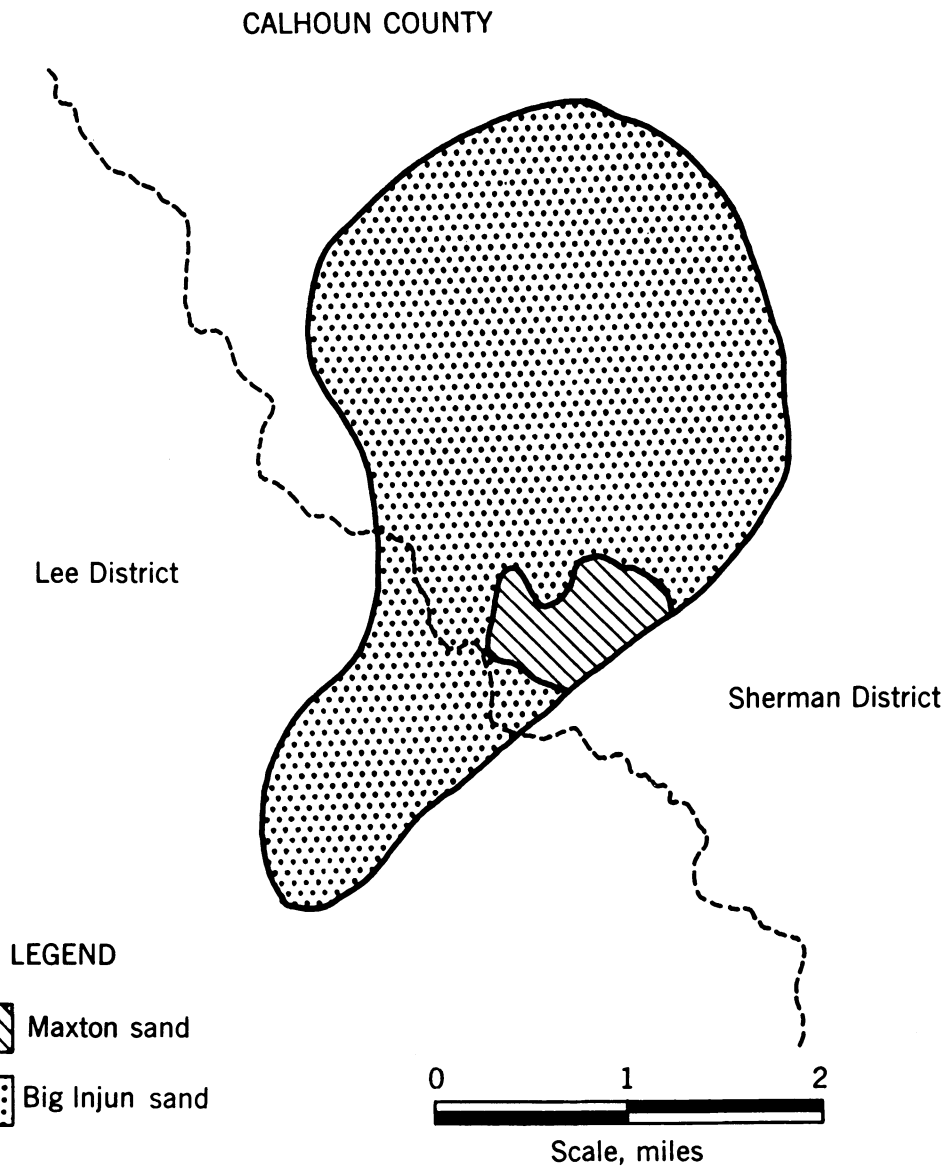 CALHOUN COUNTY
Lee District
Sherman District
LEGEND
Maxton sand
Big Injun sand
0 1 2
Scale, miles